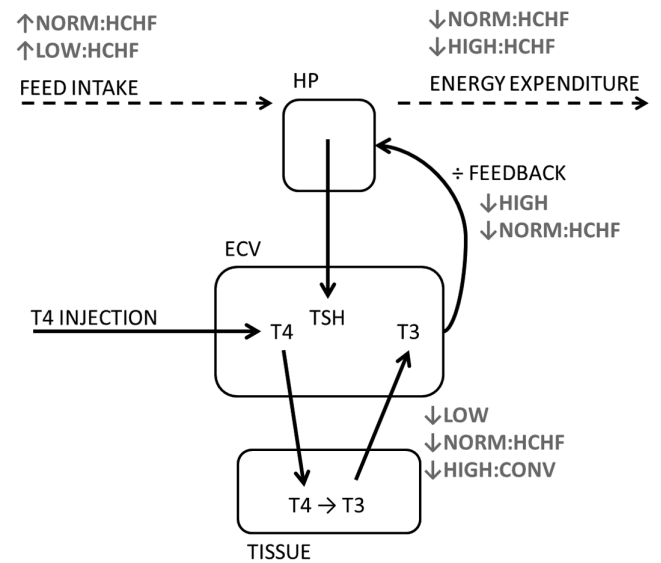 ↑NORM:HCHF
↑LOW:HCHF
FEED INTAKE
↓NORM:HCHF
↓HIGH:HCHF
ENERGY EXPENDITURE
HP
÷ FEEDBACK
↓HIGH
↓NORM:HCHF
ECV
T4 INJECTION
T4
TSH
T3
↓LOW
↓NORM:HCHF
↓HIGH:CONV
T4 → T3
TISSUE